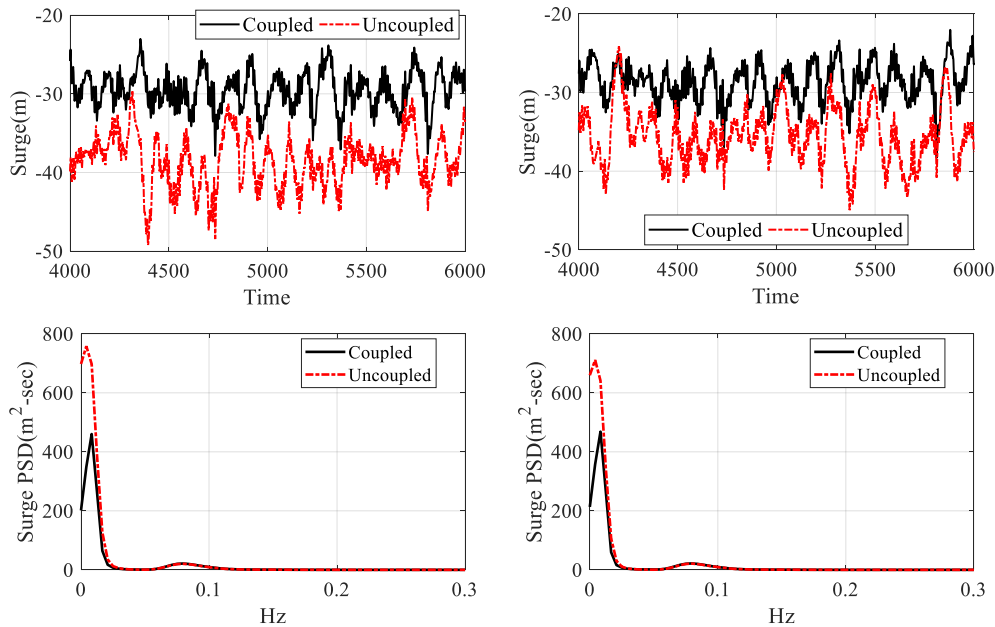 Coupled Uncoupled
-20
-30
-40
-50
Surge(m)
4000 4500 5000 5500 6000
Time
-20
-30
-40
-50
Surge(m)
Coupled Uncoupled
4000 4500 5000 5500 6000
Time
800
600
400
200
0
Surge PSD(m²-sec)
Coupled
Uncoupled
0 0.1 0.2 0.3
Hz
800
600
400
200
0
Surge PSD(m²-sec)
Coupled
Uncoupled
0 0.1 0.2 0.3
Hz